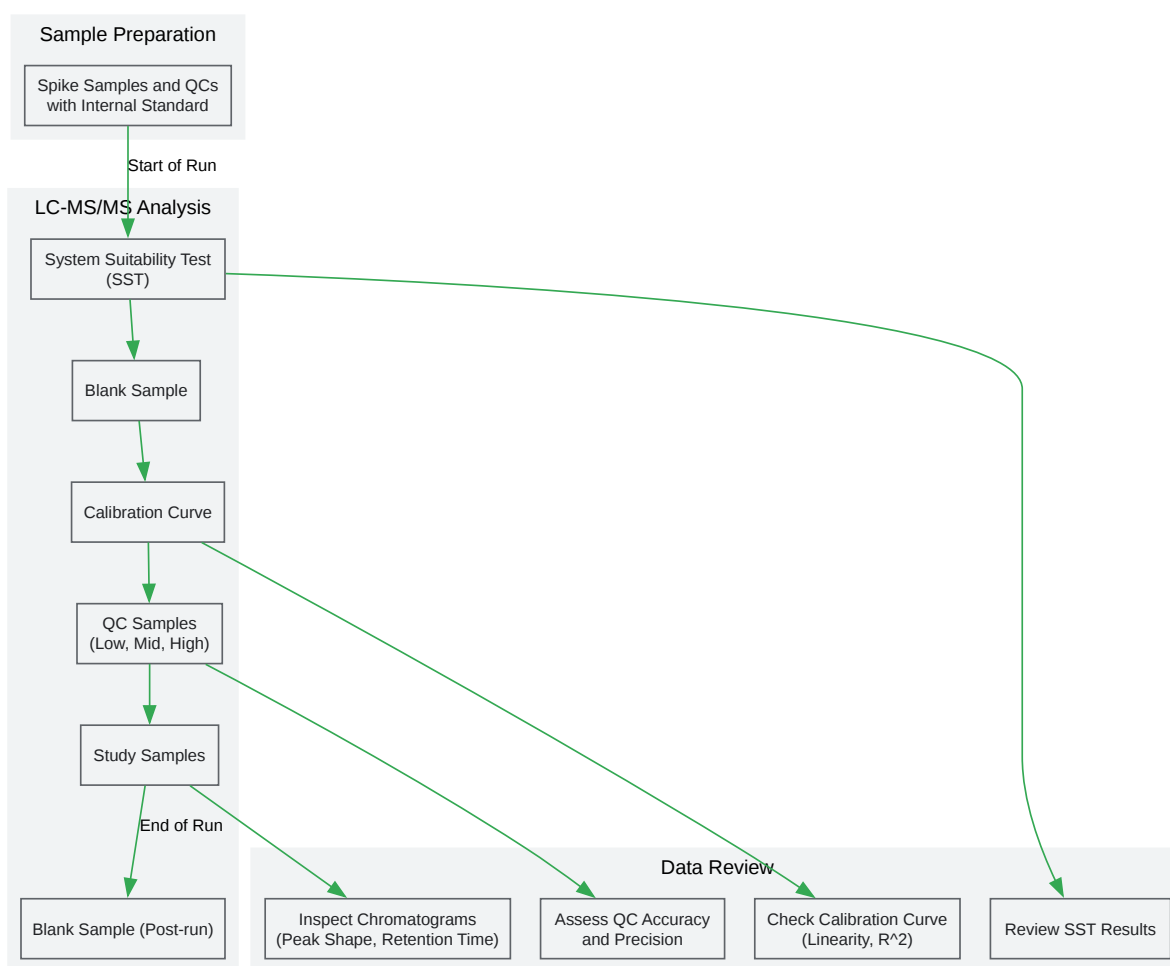 Sample Preparation
Spike Samples and QCs
with Internal Standard
Start of Run
LC-MS/MS Analysis
System Suitability Test
(SST)
Blank Sample
Calibration Curve
QC Samples
(Low, Mid, High)
Study Samples
End of Run
Blank Sample (Post-run)
Data Review
Inspect Chromatograms
(Peak Shape, Retention Time)
Assess QC Accuracy
and Precision
Check Calibration Curve
(Linearity, R^2)
Review SST Results